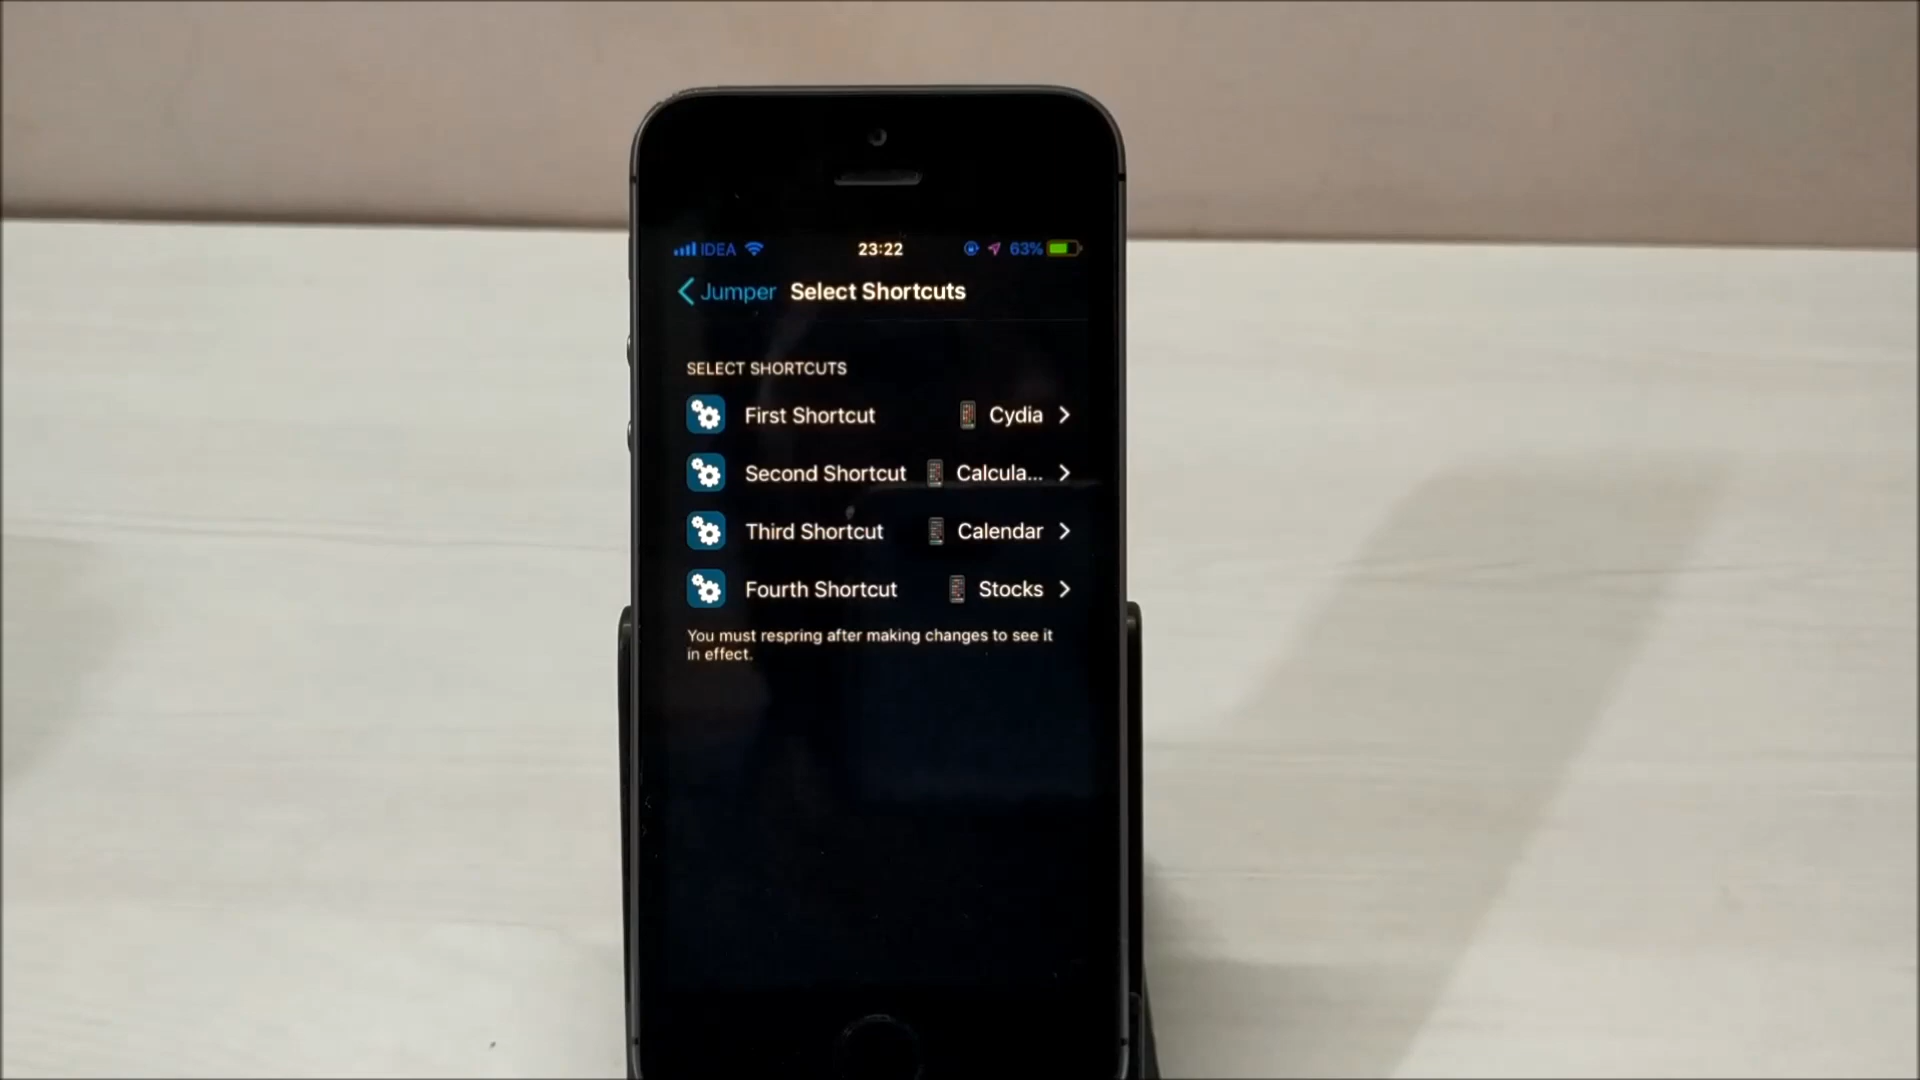 IDEA 23:22 63%
Jumper Select Shortcuts
SELECT SHORTCUTS
First Shortcut Cydia
Second Shortcut Calcula...
Third Shortcut Calendar
Fourth Shortcut Stocks
You must respring after making changes to see it
in effect.